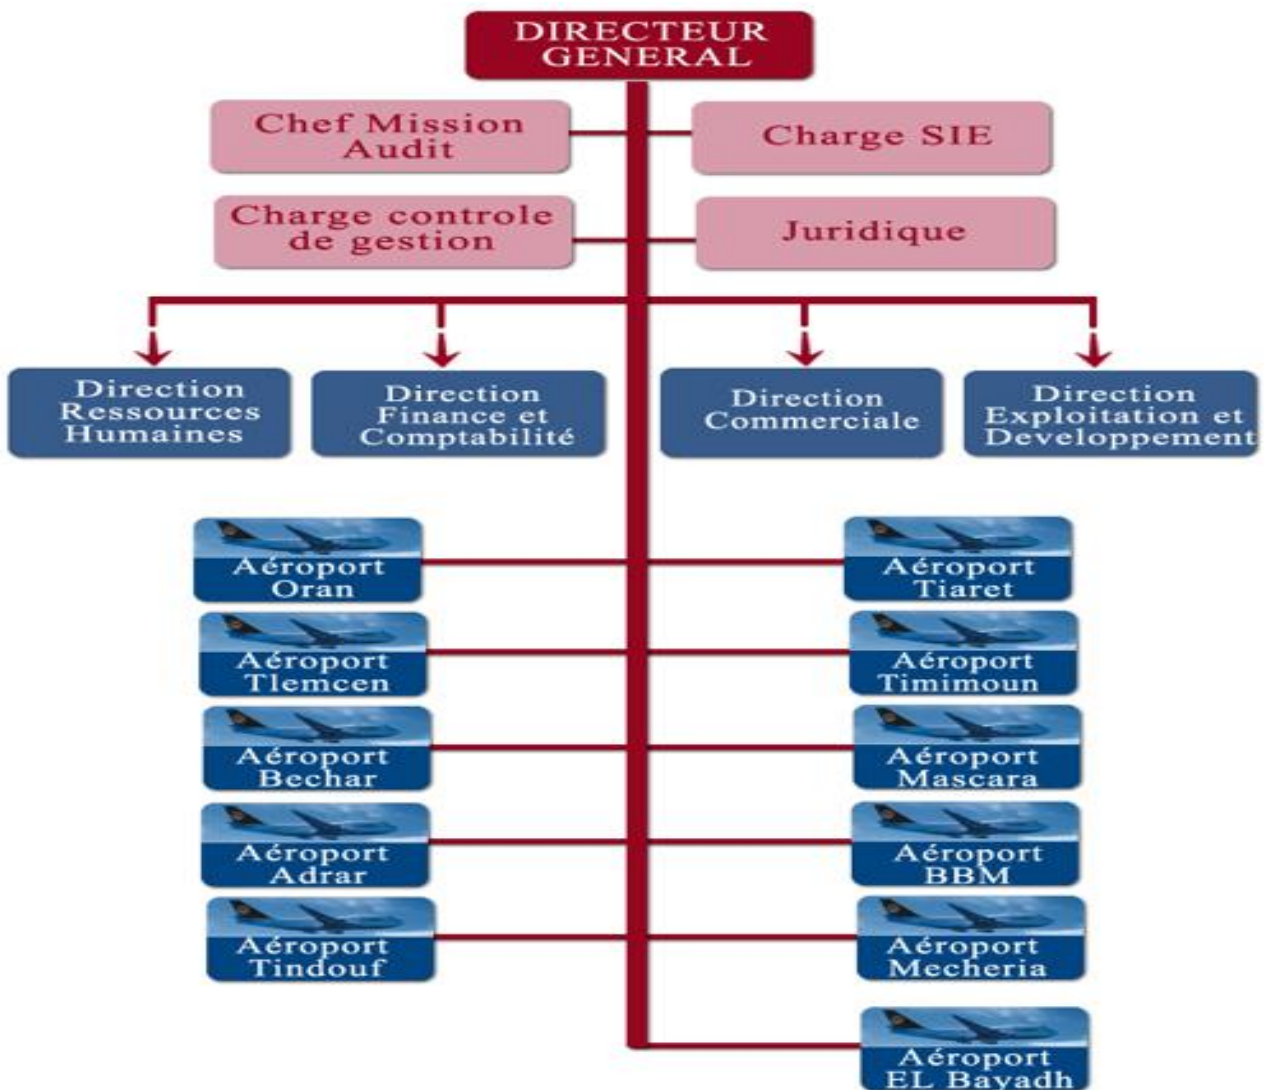 DIRECTEUR
GENERAL
Chef Mission
Audit
Charge SIE
Charge controle
de gestion
Juridique
Direction
Ressources
Humaines
Direction
Finance et
Comptabilité
Direction
Commerciale
Direction
Exploitation et
Developpement
Aéroport
Oran
Aéroport
Tiaret
Aéroport
Tlemcen
Aéroport
Timimoun
Aéroport
Bechar
Aéroport
Mascara
Aéroport
Adrar
Aéroport
BBM
Aéroport
Tindouf
Aéroport
Mecheria
Aéroport
EL Bayadh